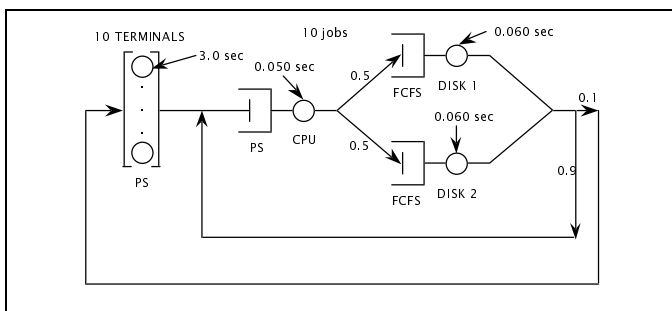 10 TERMINALS
10 jobs
0.060 sec
3.0 sec
0.050 sec
0.5
FCFS
DISK 1
0.060 sec
0.1
PS
CPU
0.5
PS
0.9
FCFS
DISK 2